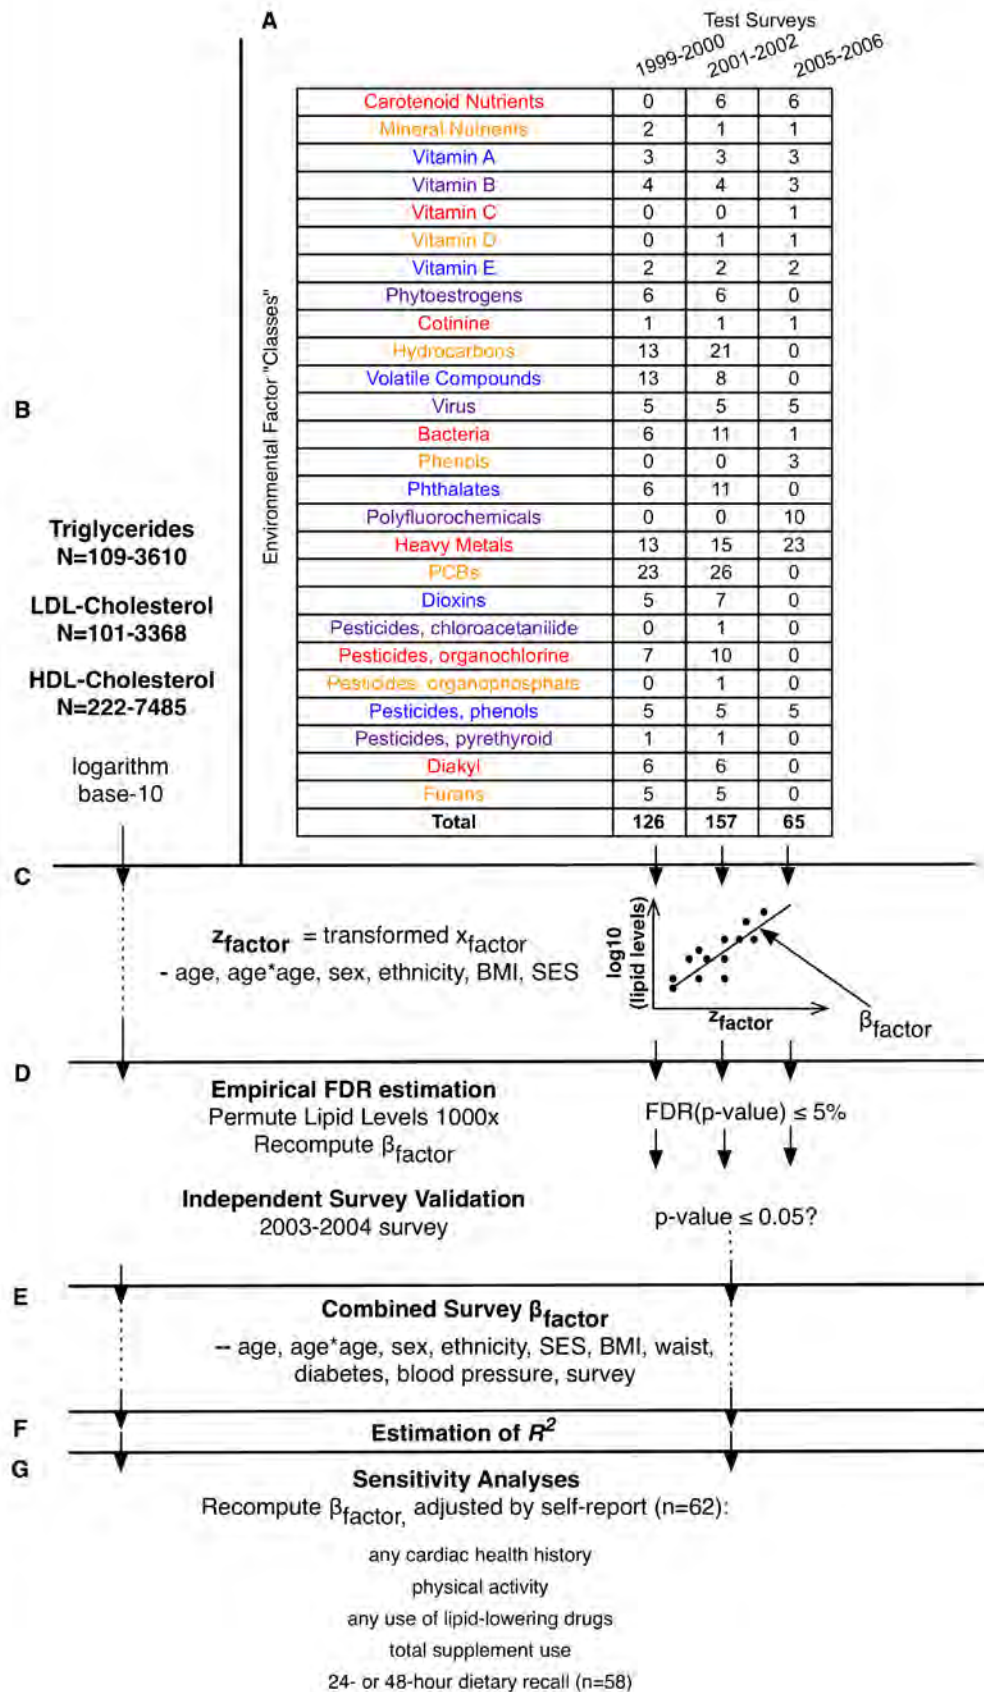 A
Test Surveys
1999-2000 2001-2002 2005-2006
Environmental Factor "Classes"
Carotenoid Nutrients 0 6 6
Mineral Nutrients 2 1 1
Vitamin A 3 3 3
Vitamin B 4 4 3
Vitamin C 0 0 1
Vitamin D 0 1 1
Vitamin E 2 2 2
Phytoestrogens 6 6 0
Cotinine 1 1 1
Hydrocarbons 13 21 0
Volatile Compounds 13 8 0
Virus 5 5 5
Bacteria 6 11 1
Phenols 0 0 3
Phthalates 6 11 0
Polyfluorochemicals 0 0 10
Heavy Metals 13 15 23
PCBs 23 26 0
Dioxins 5 7 0
Pesticides, chloroacetanilide 0 1 0
Pesticides, organochlorine 7 10 0
Pesticides, organophosphate 0 1 0
Pesticides, phenols 5 5 5
Pesticides, pyrethyroid 1 1 0
Diakyl 6 6 0
Furans 5 5 0
Total 126 157 65
B
Triglycerides
N=109-3610
LDL-Cholesterol
N=101-3368
HDL-Cholesterol
N=222-7485
logarithm
base-10
C
zfactor = transformed xfactor
- age, age*age, sex, ethnicity, BMI, SES
log10
(lipid levels)
zfactor
βfactor
D
Empirical FDR estimation
Permute Lipid Levels 1000x
Recompute βfactor
FDR(p-value) ≤ 5%
Independent Survey Validation
2003-2004 survey
p-value ≤ 0.05?
E
Combined Survey βfactor
-- age, age*age, sex, ethnicity, SES, BMI, waist,
diabetes, blood pressure, survey
F
Estimation of R²
G
Sensitivity Analyses
Recompute βfactor, adjusted by self-report (n=62):
any cardiac health history
physical activity
any use of lipid-lowering drugs
total supplement use
24- or 48-hour dietary recall (n=58)